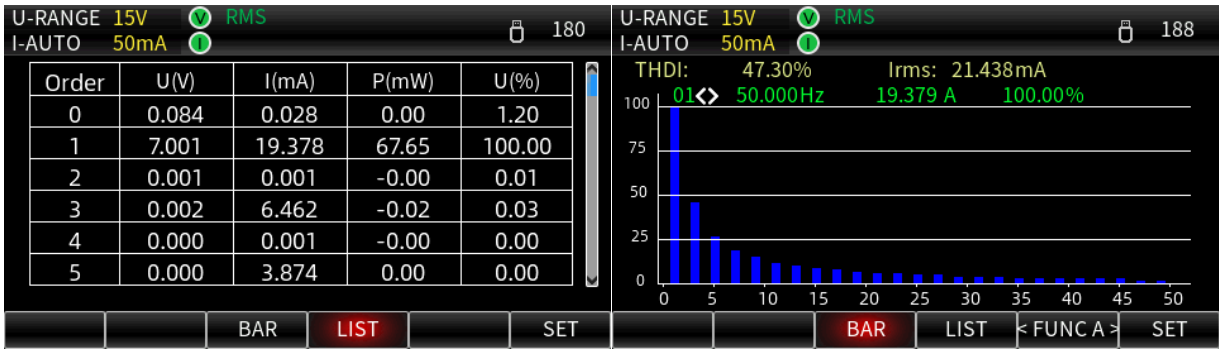 U-RANGE 15V V RMS
I-AUTO 50mA I 180
Order U(V) I(mA) P(mW) U(%)
0 0.084 0.028 0.00 1.20
1 7.001 19.378 67.65 100.00
2 0.001 0.001 -0.00 0.01
3 0.002 6.462 -0.02 0.03
4 0.000 0.001 -0.00 0.00
5 0.000 3.874 0.00 0.00
BAR LIST SET
U-RANGE 15V V RMS
I-AUTO 50mA I 188
THDI: 47.30% Irms: 21.438mA
01<> 50.000Hz 19.379 A 100.00%
100
75
50
25
0
0 5 10 15 20 25 30 35 40 45 50
BAR LIST < FUNC A > SET